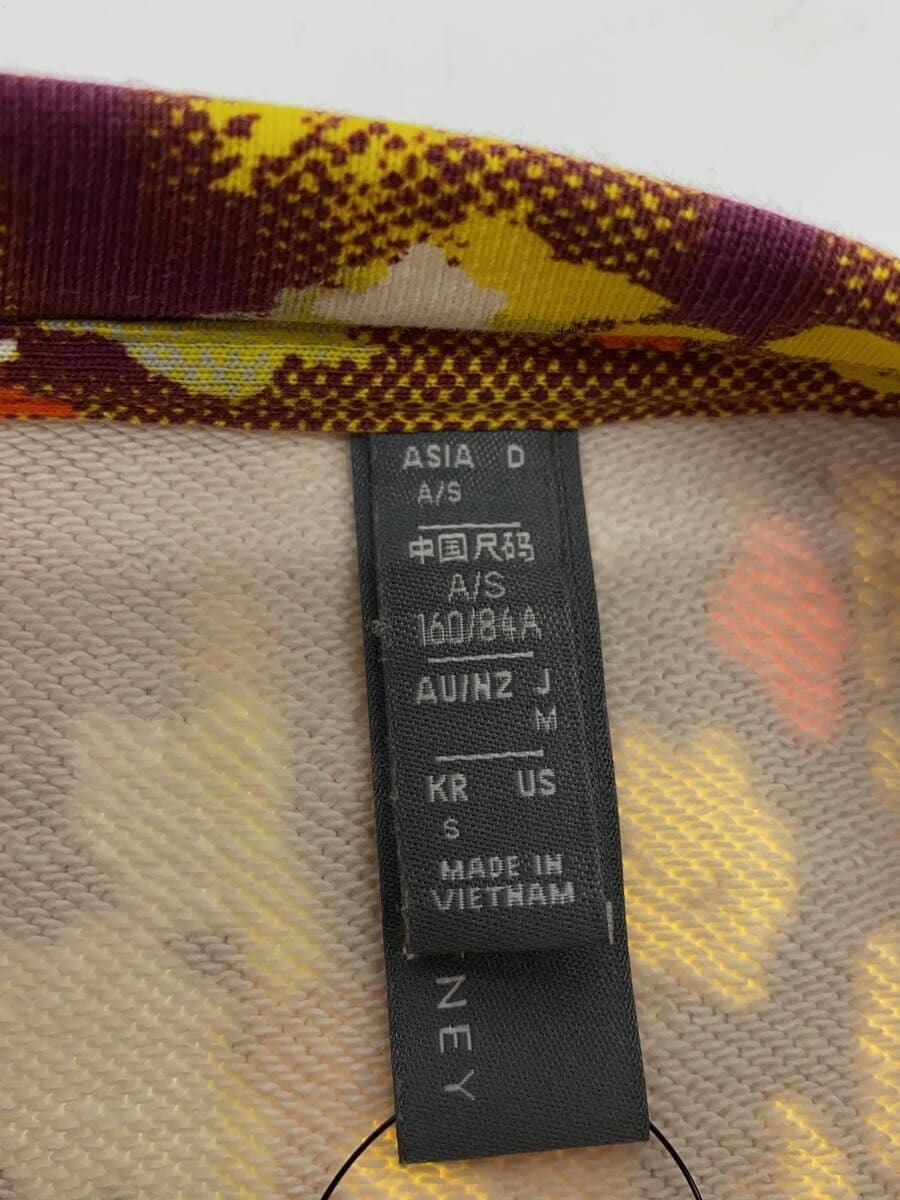 ASIA D
A/S
中国尺码
A/S
160/84A
AU/NZ J
M
KR US
S
MADE IN
VIETNAM
NEY